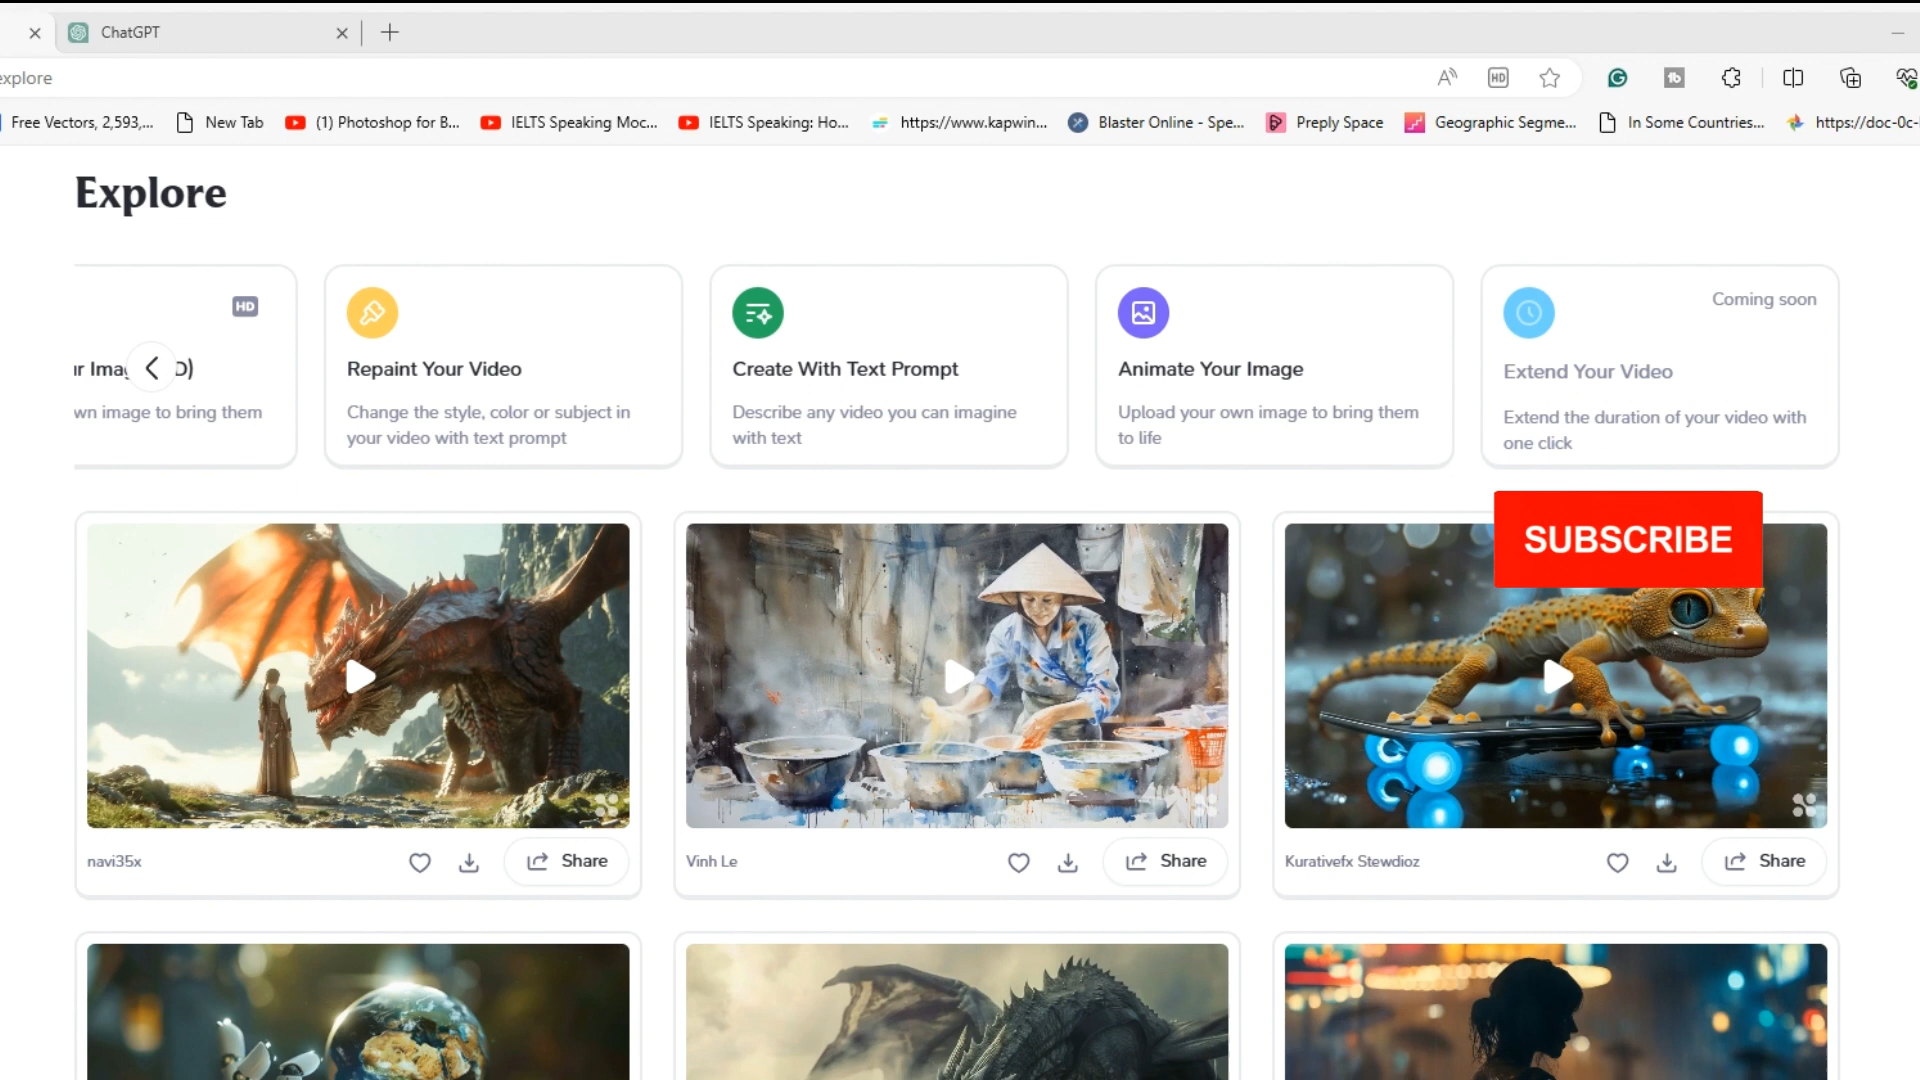 ChatGPT
explore
HD
Free Vectors, 2,593,...
New Tab
(1) Photoshop for B...
IELTS Speaking Moc...
IELTS Speaking: Ho...
https://www.kapwin...
Blaster Online - Spe...
Preply Space
Geographic Segme...
In Some Countries...
https://doc-0c-
Explore
HD
wn image to bring them
Repaint Your Video
Change the style, color or subject in
your video with text prompt
Create With Text Prompt
Describe any video you can imagine
with text
Animate Your Image
Upload your own image to bring them
to life
Coming soon
Extend Your Video
Extend the duration of your video with
one click
SUBSCRIBE
navi35x
Share
Vinh Le
Share
Kurativefx Stewdioz
Share